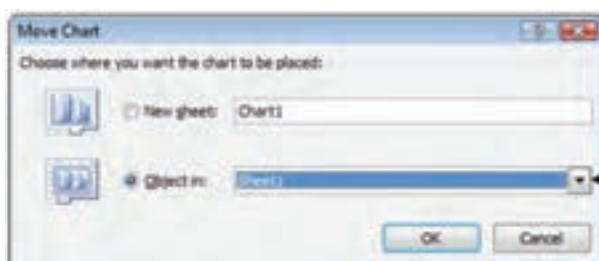 Move Chart
Choose where you want the chart to be placed:
New sheet: Chart1
Object in: Sheet1
OK Cancel